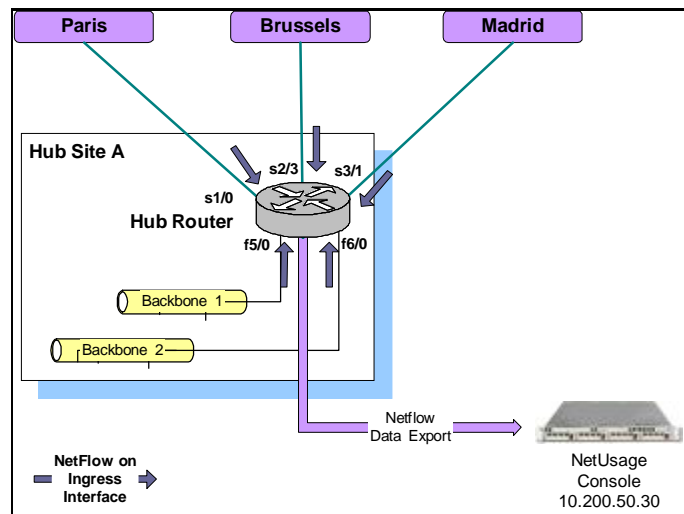 Paris
Brussels
Madrid
Hub Site A
s2/3
s3/1
s1/0
Hub Router
f5/0
f6/0
Backbone 1
Backbone 2
Netflow
Data Export
NetFlow on
Ingress
Interface
NetUsage
Console
10.200.50.30